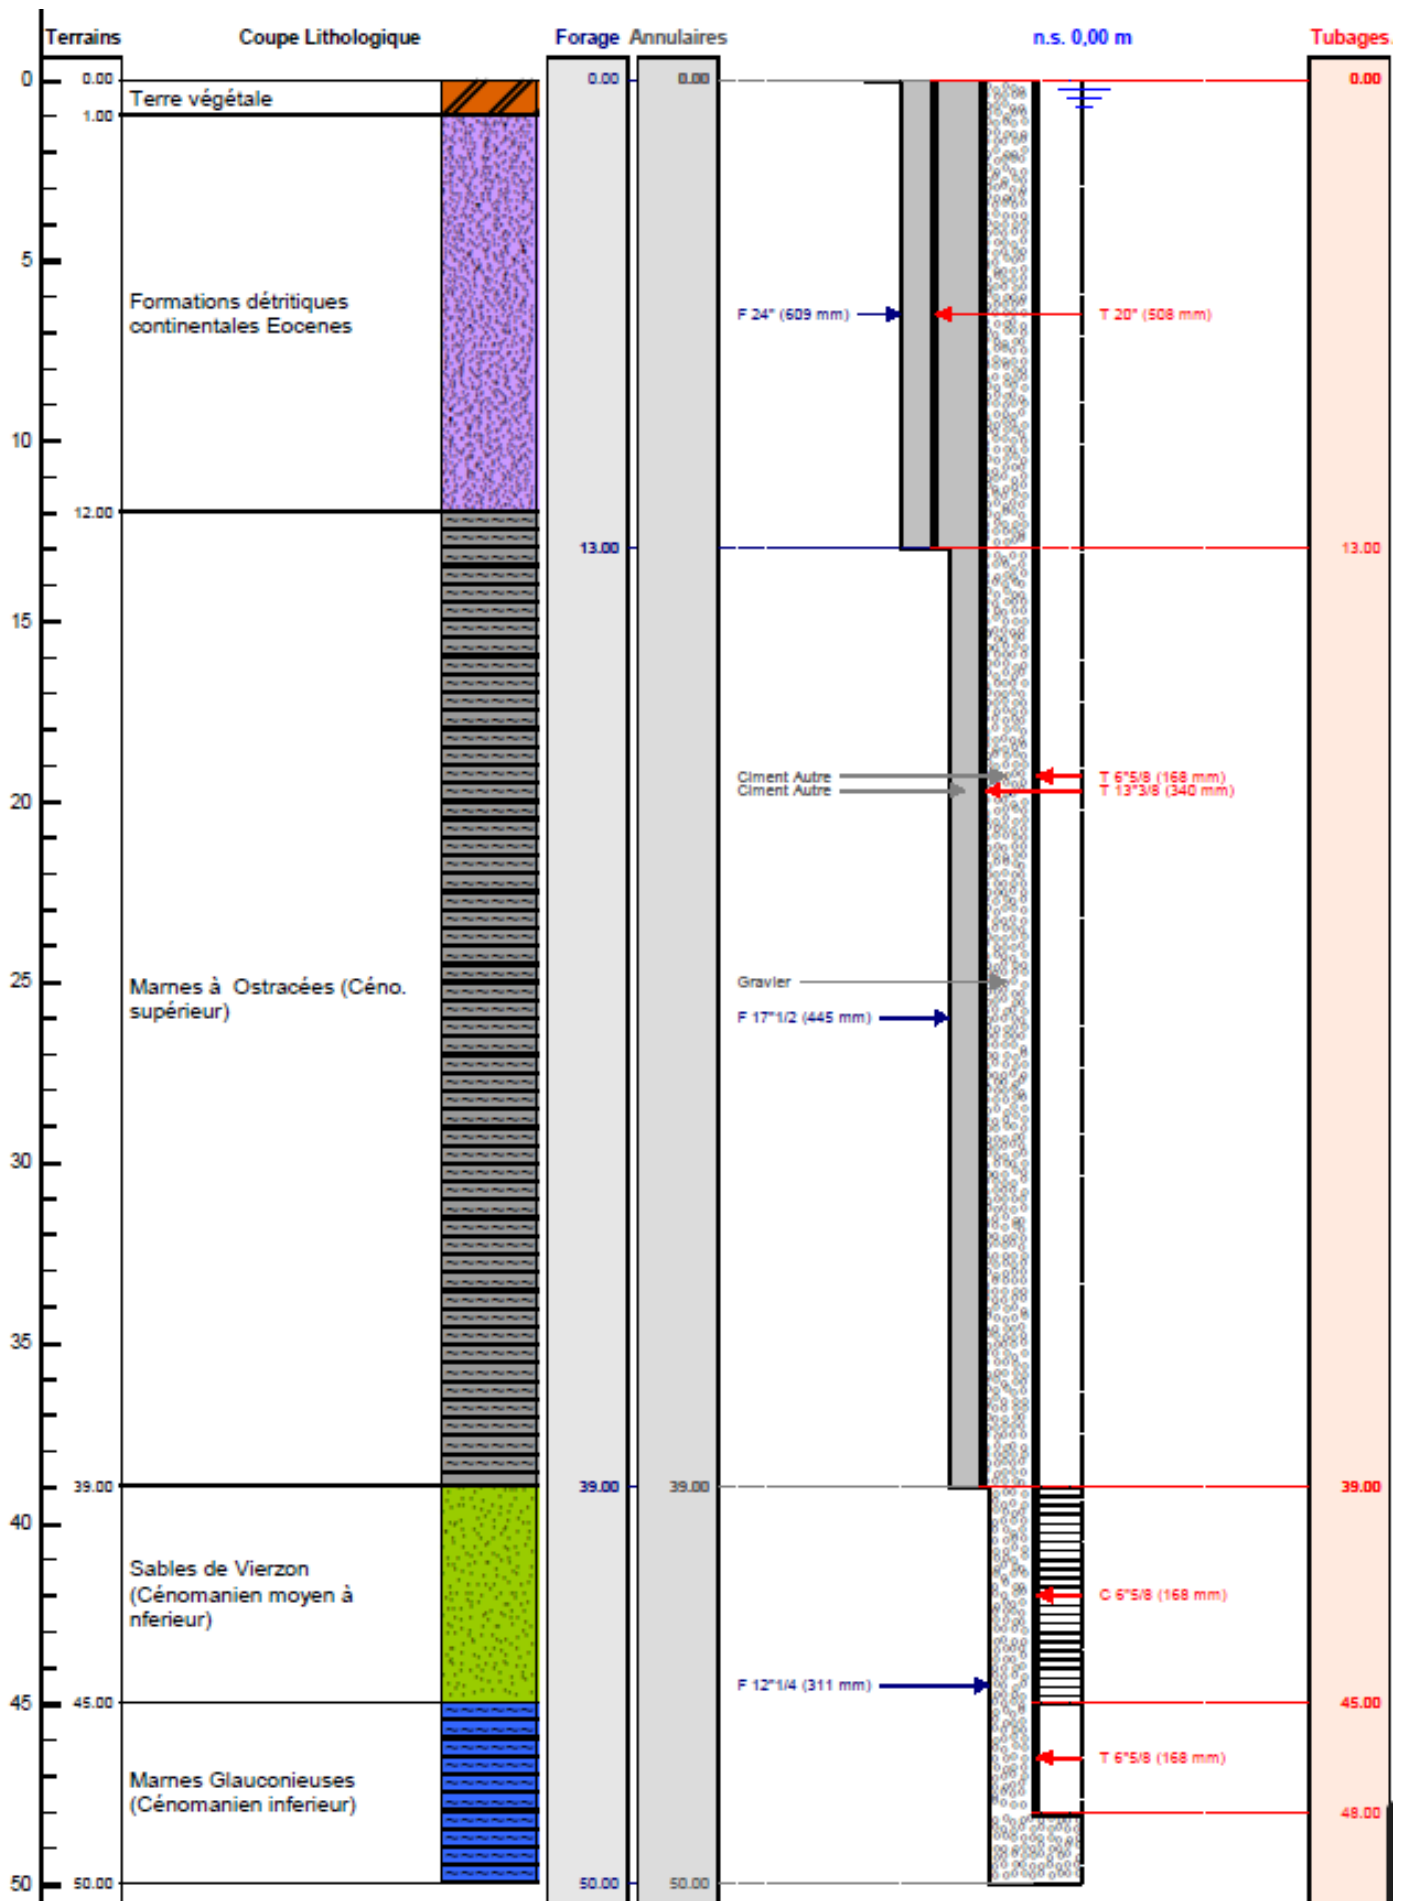 Terrains Coupe Lithologique Forage Annulaires n.s. 0,00 m Tubages
0 0.00 0.00 0.00 0.00
Terre végétale
1.00
5
Formations détritiques
continentales Eocenes
F 24" (609 mm) T 20" (508 mm)
10
12.00
13.00 13.00
15
Ciment Autre T 6"5/8 (168 mm)
Ciment Autre T 13"3/8 (340 mm)
20
25
Marnes à Ostracées (Céno.
supérieur)
Gravier
F 17"1/2 (445 mm)
30
35
39.00 39.00 39.00 39.00
40
Sables de Vierzon
(Cénomanien moyen à
nferieur)
C 6"5/8 (168 mm)
F 12"1/4 (311 mm)
45 45.00 45.00
T 6"5/8 (168 mm)
Marnes Glauconieuses
(Cénomanien inferieur)
48.00
50 50.00 50.00 50.00